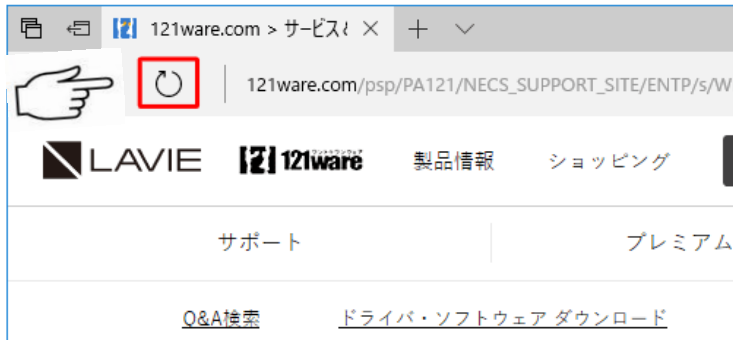 121ware.com > サービスと
121ware.com/psp/PA121/NECS_SUPPORT_SITE/ENTP/s/W
LAVIE 121ware 製品情報 ショッピング
サポート プレミアム
Q&A検索 ドライバ・ソフトウェア ダウンロード